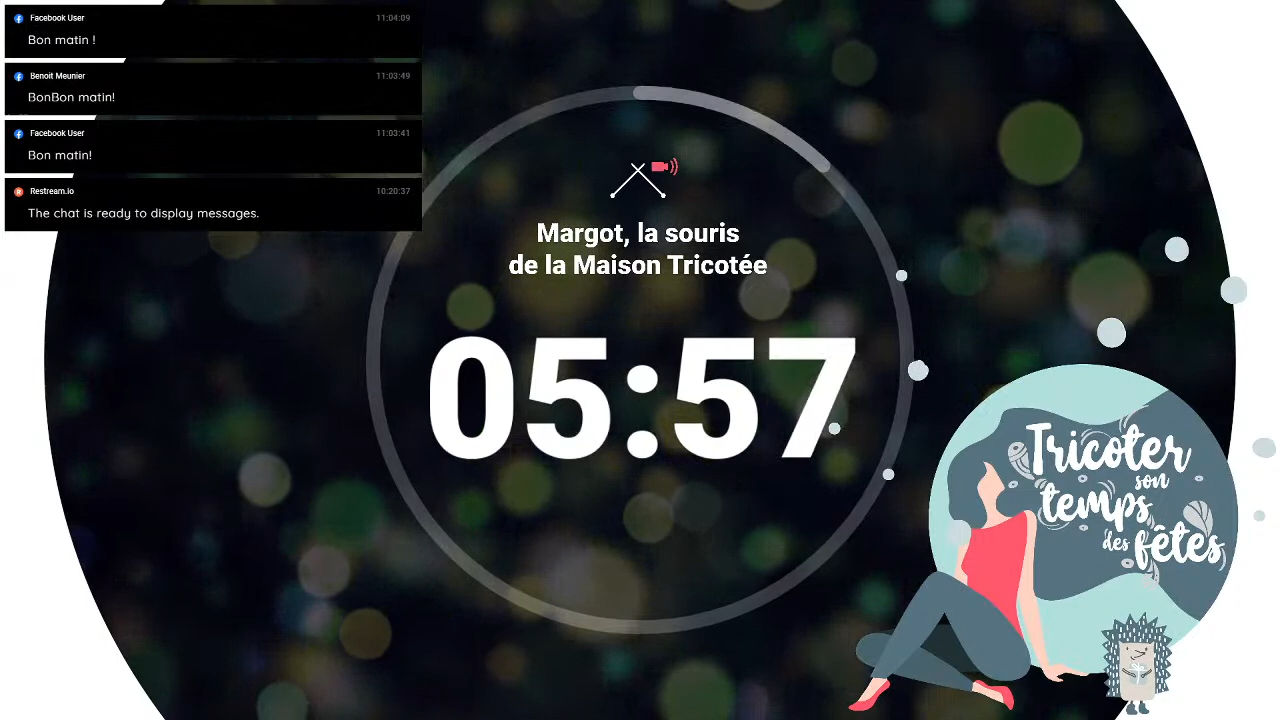 Facebook User 11:04:09
Bon matin !
Benoit Meunier 11:03:49
BonBon matin!
Facebook User 11:03:41
Bon matin!
Restream.io 10:20:37
The chat is ready to display messages.
Margot, la souris
de la Maison Tricotée
05:57
Tricoter
son
temps
des fêtes